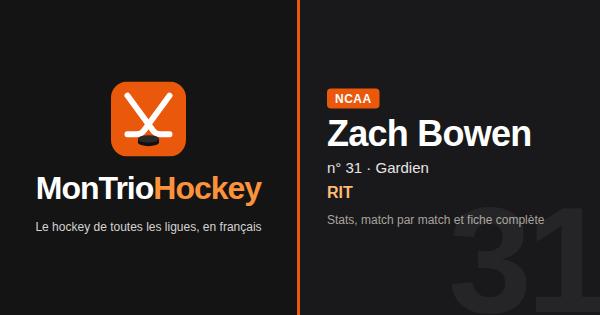 MonTrioHockey
Le hockey de toutes les ligues, en français
NCAA
Zach Bowen
n° 31 · Gardien
RIT
Stats, match par match et fiche complète
31